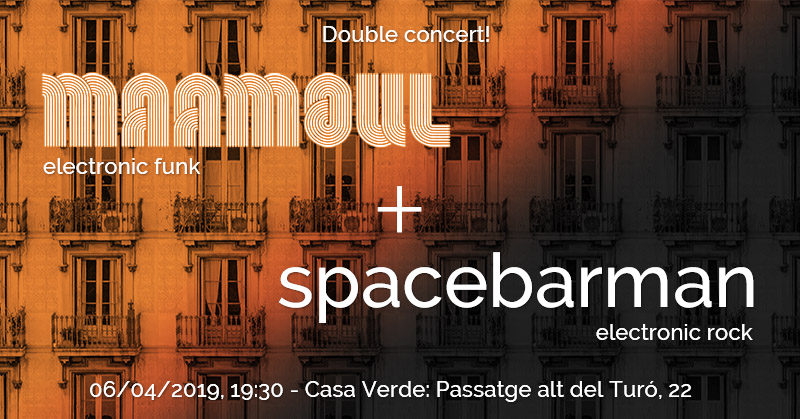 Double concert!
maamoul
electronic funk
+
spacebarman
electronic rock
06/04/2019, 19:30 - Casa Verde: Passatge alt del Turó, 22